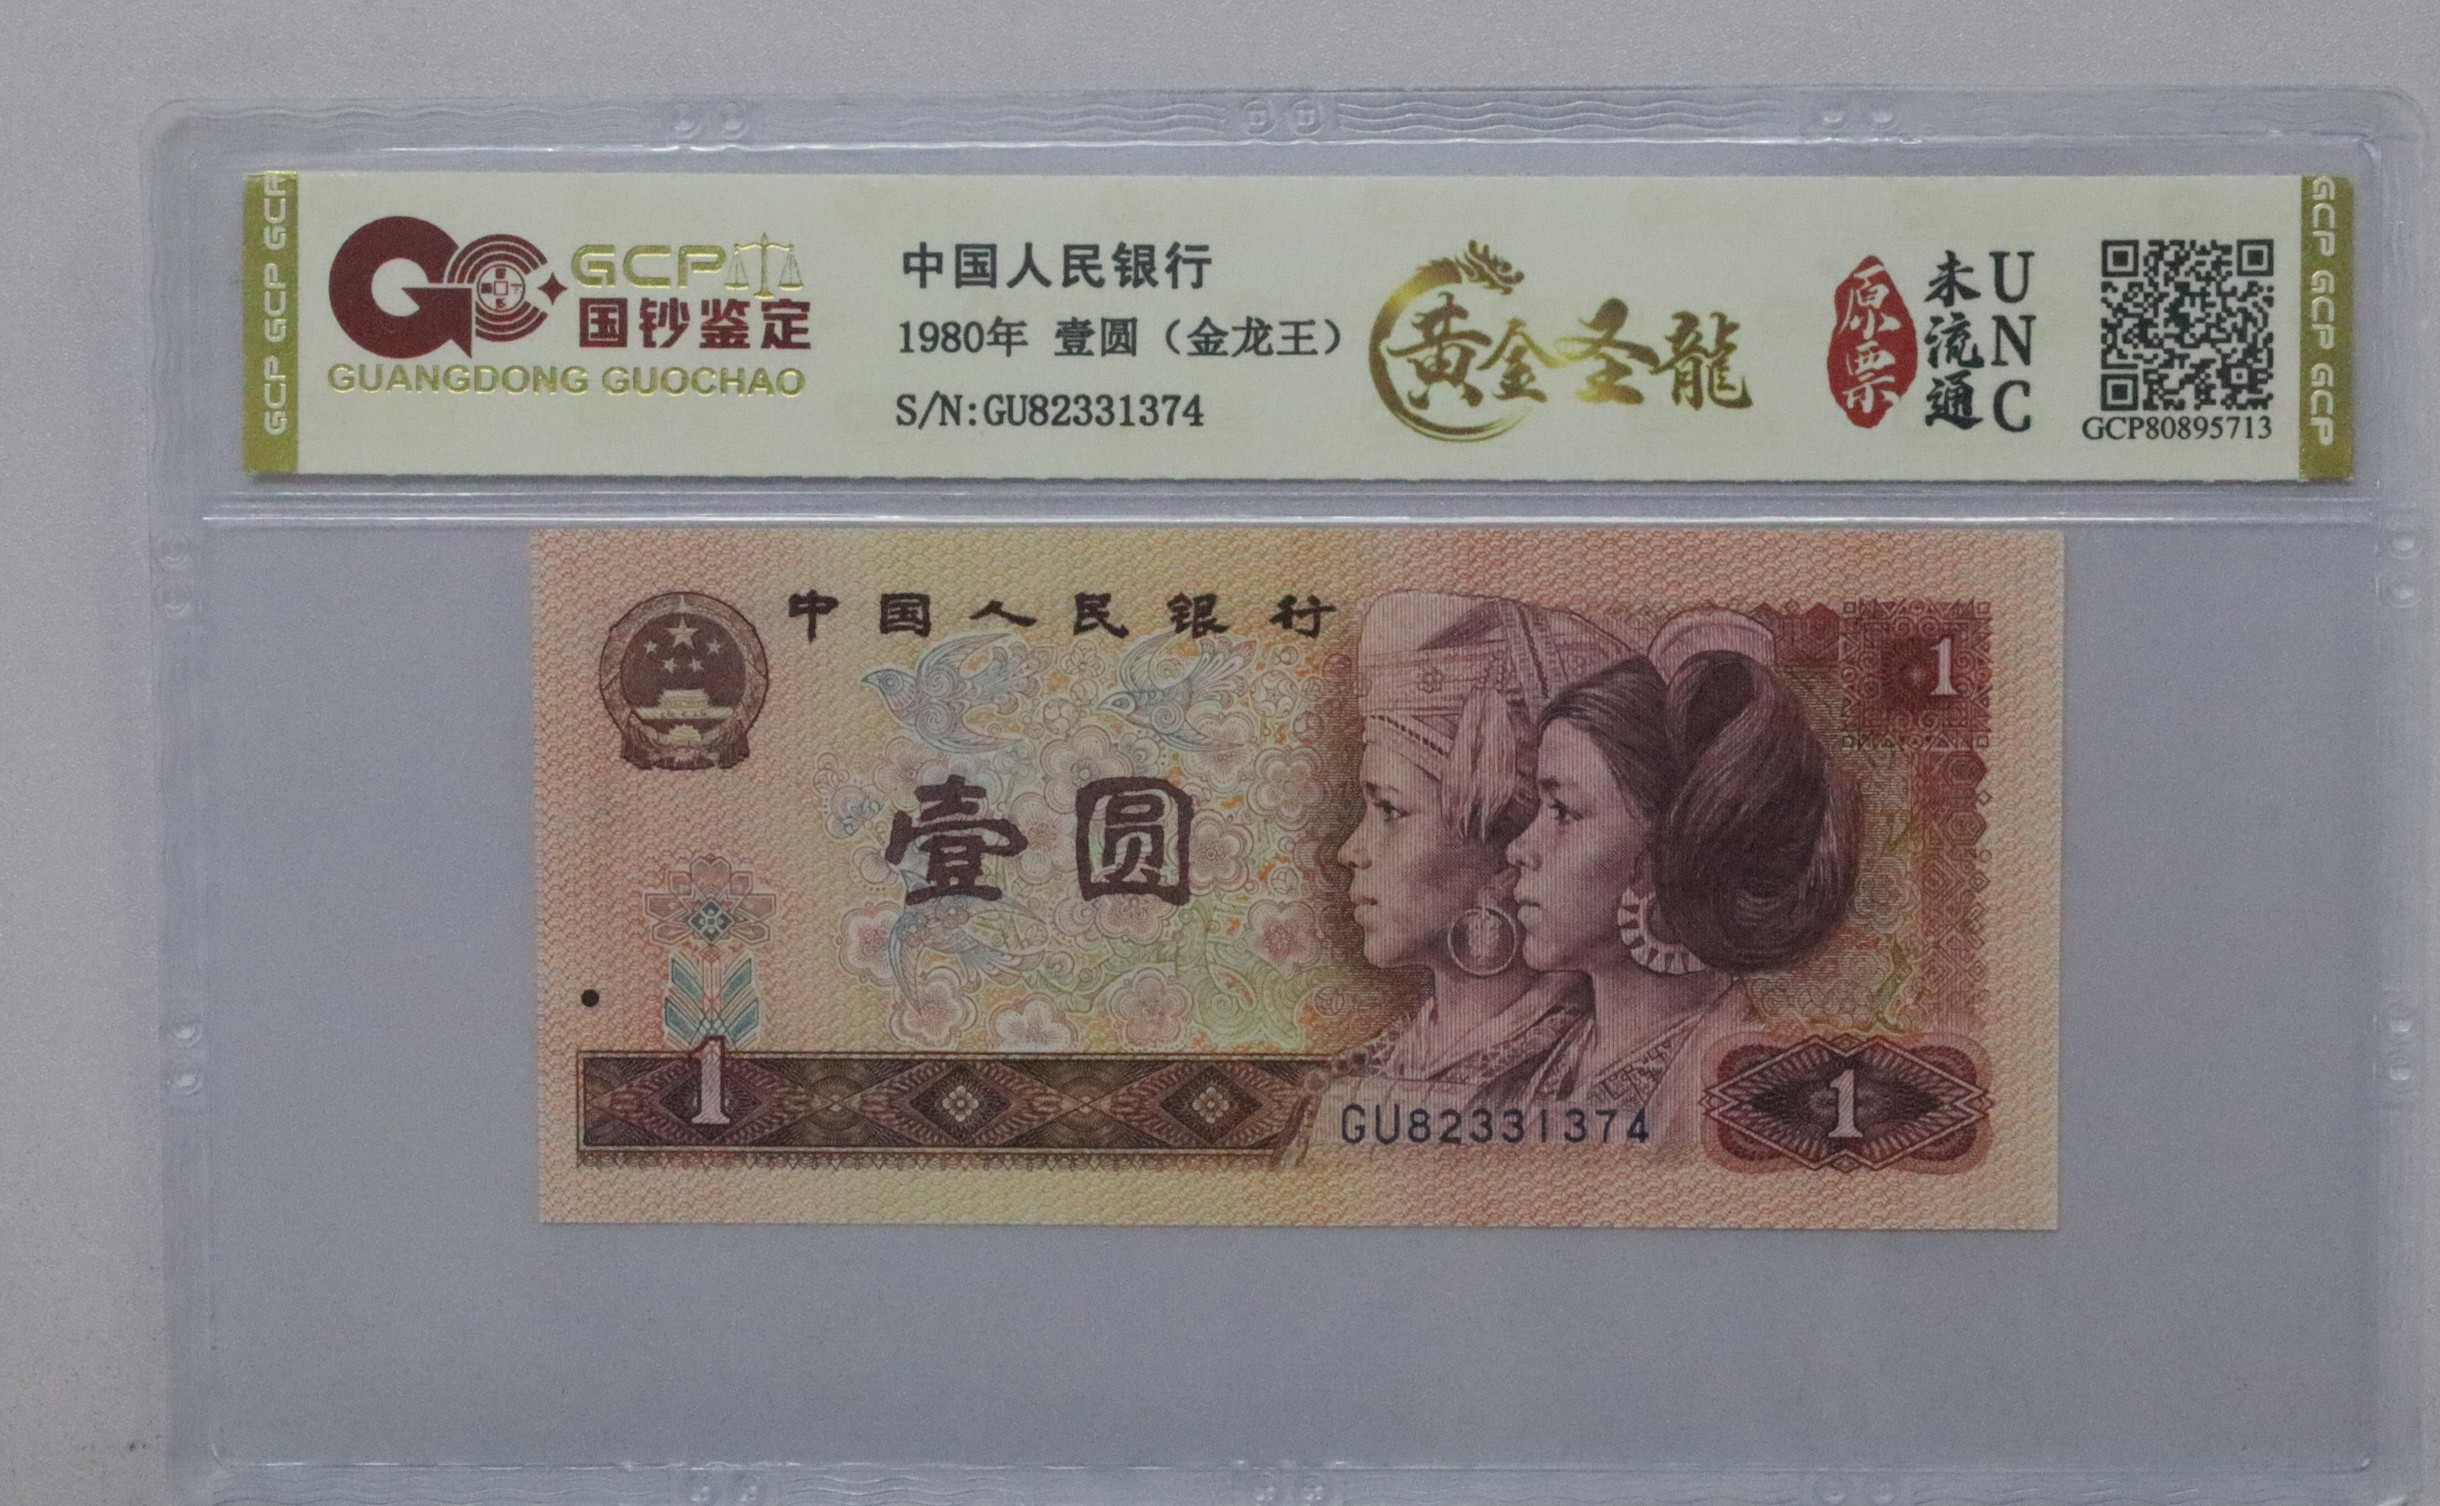 GCP GCP GCP
GCP
国钞鉴定
GUANGDONG GUOCHAO
中国人民银行
1980年 壹圆（金龙王）
S/N:GU82331374
黄金圣龍
原票
未流通
UNC
GCP80895713
GCP GCP GCP GCP
中国人民银行
1
壹圆
1
GU82331374
1